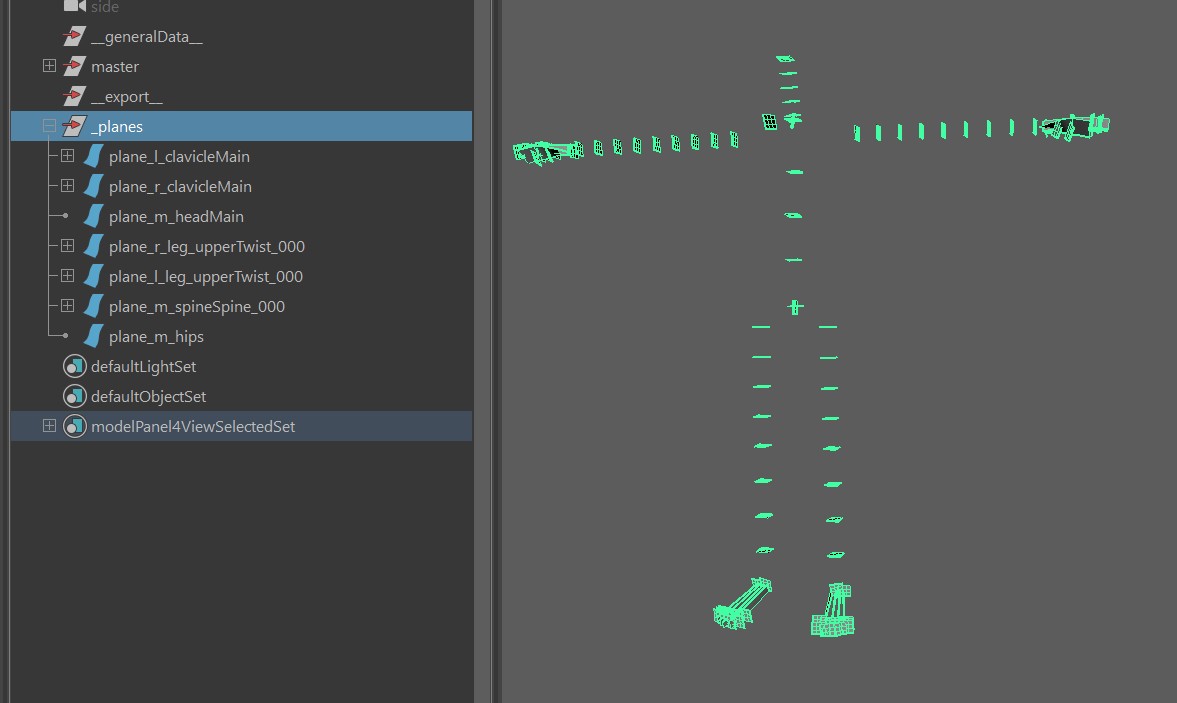 side
__generalData__
master
__export__
_planes
plane_l_clavicleMain
plane_r_clavicleMain
plane_m_headMain
plane_r_leg_upperTwist_000
plane_l_leg_upperTwist_000
plane_m_spineSpine_000
plane_m_hips
defaultLightSet
defaultObjectSet
modelPanel4ViewSelectedSet